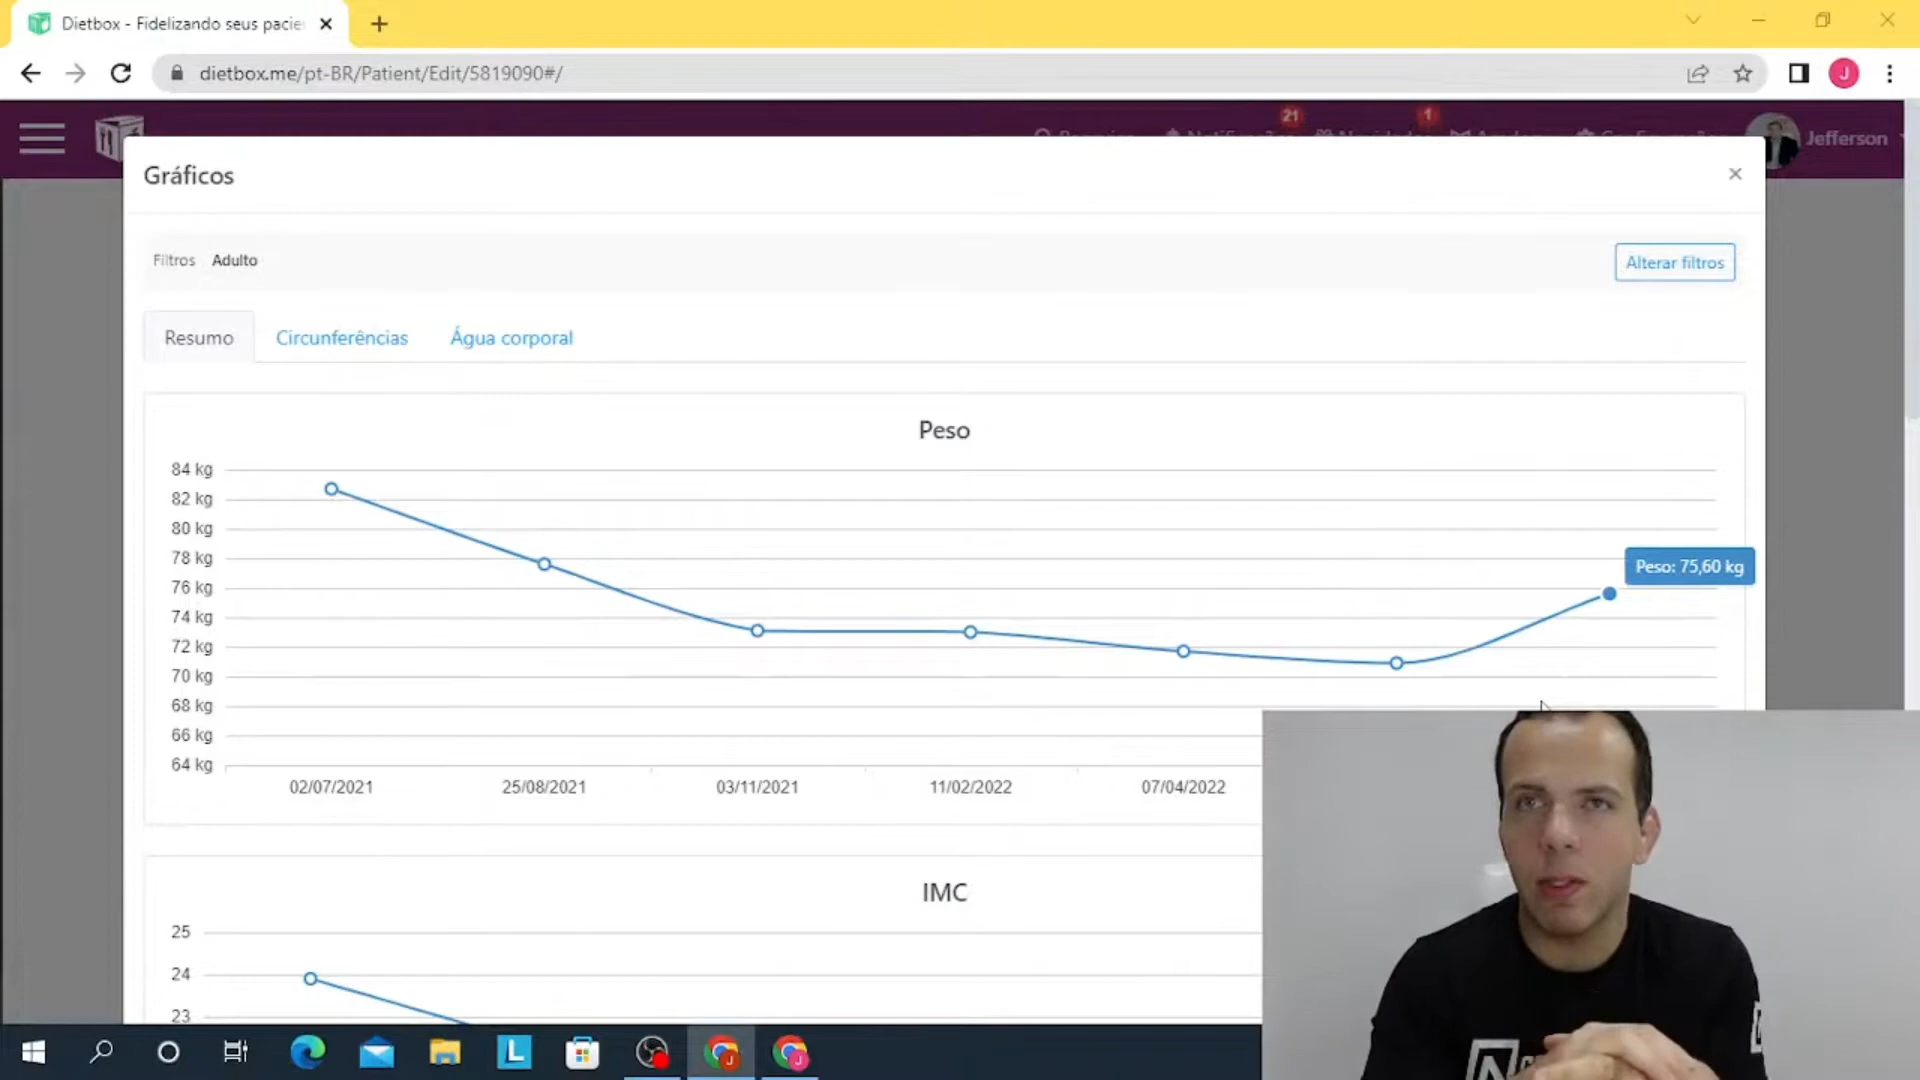 Dietbox - Fidelizando seus pacie
dietbox.me/pt-BR/Patient/Edit/5819090#/
J
21
1
Jefferson
Gráficos
Filtros Adulto
Alterar filtros
Resumo
Circunferências
Água corporal
Peso
84 kg
82 kg
80 kg
78 kg
76 kg
74 kg
72 kg
70 kg
68 kg
66 kg
64 kg
Peso: 75,60 kg
02/07/2021
25/08/2021
03/11/2021
11/02/2022
07/04/2022
IMC
25
24
23
L
J
J